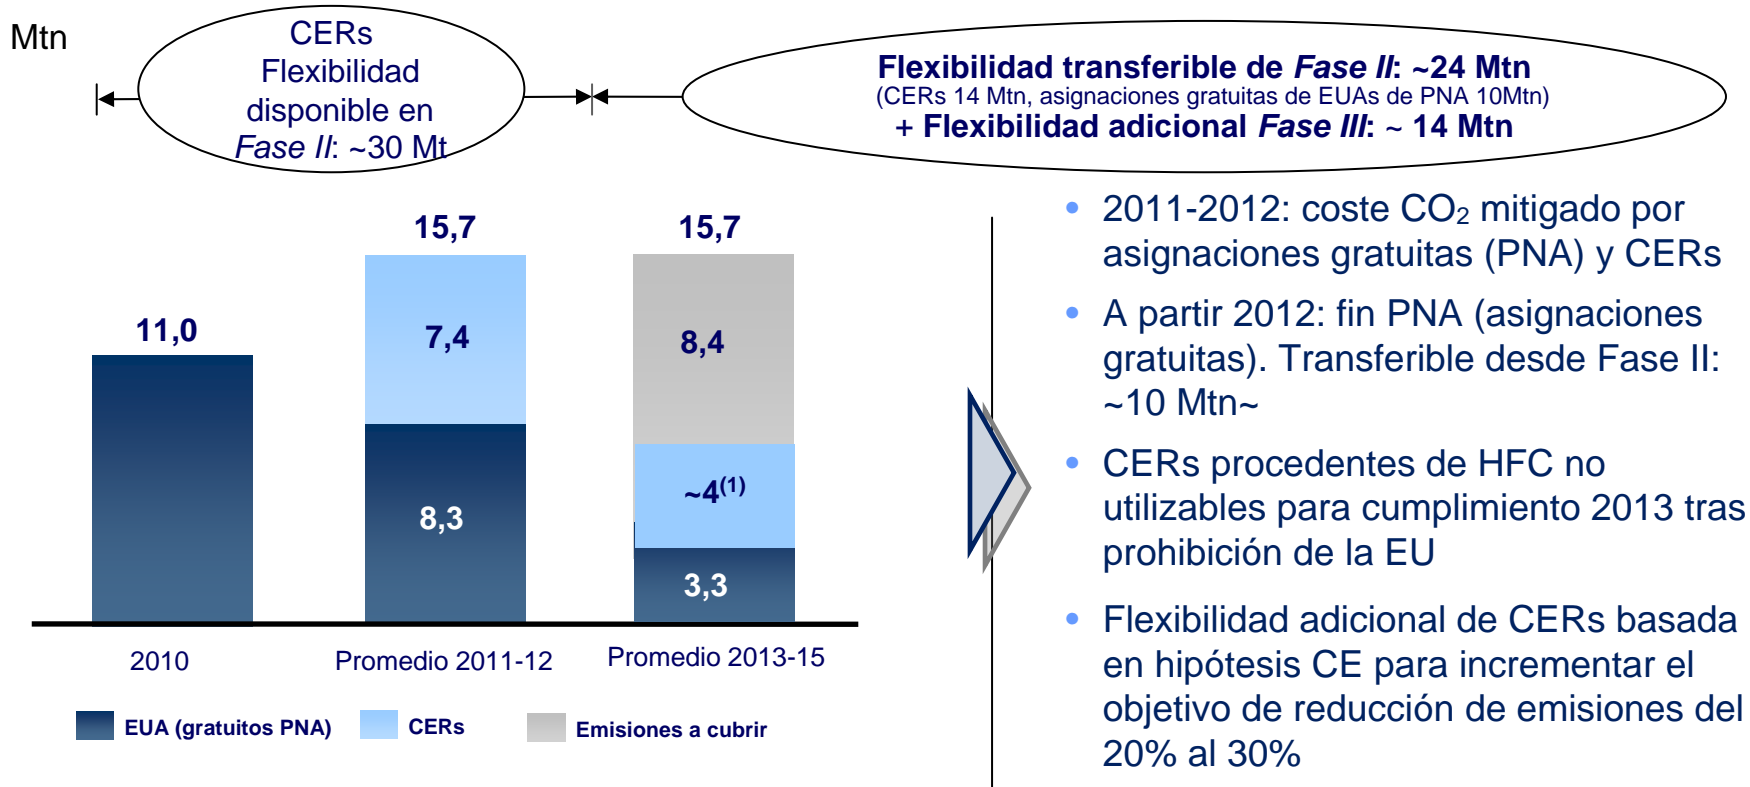 Mtn
CERs
Flexibilidad
disponible en
Fase II: ~30 Mt
Flexibilidad transferible de Fase II: ~24 Mtn
(CERs 14 Mtn, asignaciones gratuitas de EUAs de PNA 10Mtn)
+ Flexibilidad adicional Fase III: ~ 14 Mtn
11,0
15,7
7,4
8,3
15,7
8,4
~4(1)
3,3
2010
Promedio 2011-12
Promedio 2013-15
EUA (gratuitos PNA)
CERs
Emisiones a cubrir
• 2011-2012: coste CO₂ mitigado por
asignaciones gratuitas (PNA) y CERs
• A partir 2012: fin PNA (asignaciones
gratuitas). Transferible desde Fase II:
~10 Mtn~
• CERs procedentes de HFC no
utilizables para cumplimiento 2013 tras
prohibición de la EU
• Flexibilidad adicional de CERs basada
en hipótesis CE para incrementar el
objetivo de reducción de emisiones del
20% al 30%